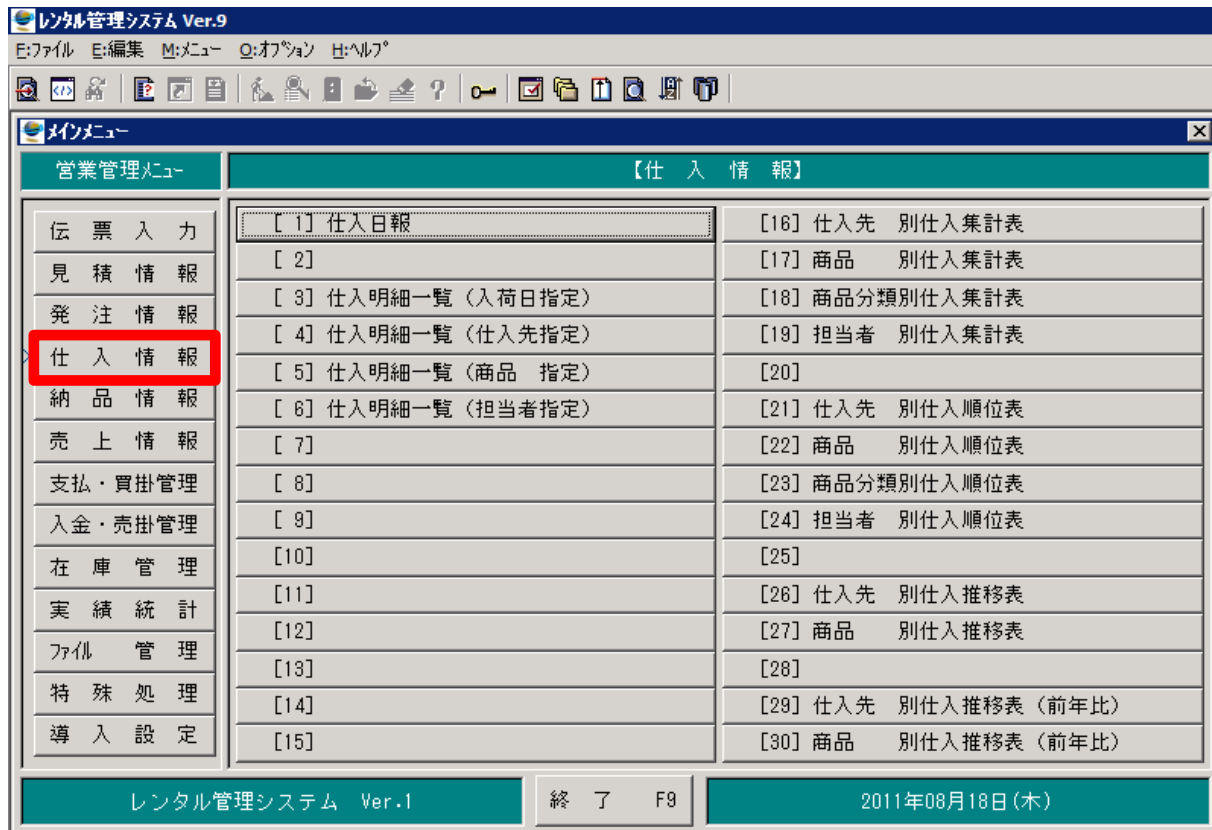 レンタル管理システム Ver.9
F:ファイル E:編集 M:メニュー O:オプション H:ヘルプ
メインメニュー
営業管理メニュー
【仕 入 情 報】
伝 票 入 力
見 積 情 報
発 注 情 報
仕 入 情 報
納 品 情 報
売 上 情 報
支払・買掛管理
入金・売掛管理
在 庫 管 理
実 績 統 計
ファイル 管 理
特 殊 処 理
導 入 設 定
[ 1] 仕入日報
[ 2]
[ 3] 仕入明細一覧（入荷日指定）
[ 4] 仕入明細一覧（仕入先指定）
[ 5] 仕入明細一覧（商品 指定）
[ 6] 仕入明細一覧（担当者指定）
[ 7]
[ 8]
[ 9]
[10]
[11]
[12]
[13]
[14]
[15]
[16] 仕入先 別仕入集計表
[17] 商品 別仕入集計表
[18] 商品分類別仕入集計表
[19] 担当者 別仕入集計表
[20]
[21] 仕入先 別仕入順位表
[22] 商品 別仕入順位表
[23] 商品分類別仕入順位表
[24] 担当者 別仕入順位表
[25]
[26] 仕入先 別仕入推移表
[27] 商品 別仕入推移表
[28]
[29] 仕入先 別仕入推移表（前年比）
[30] 商品 別仕入推移表（前年比）
レンタル管理システム Ver.1
終 了 F9
2011年08月18日(木)